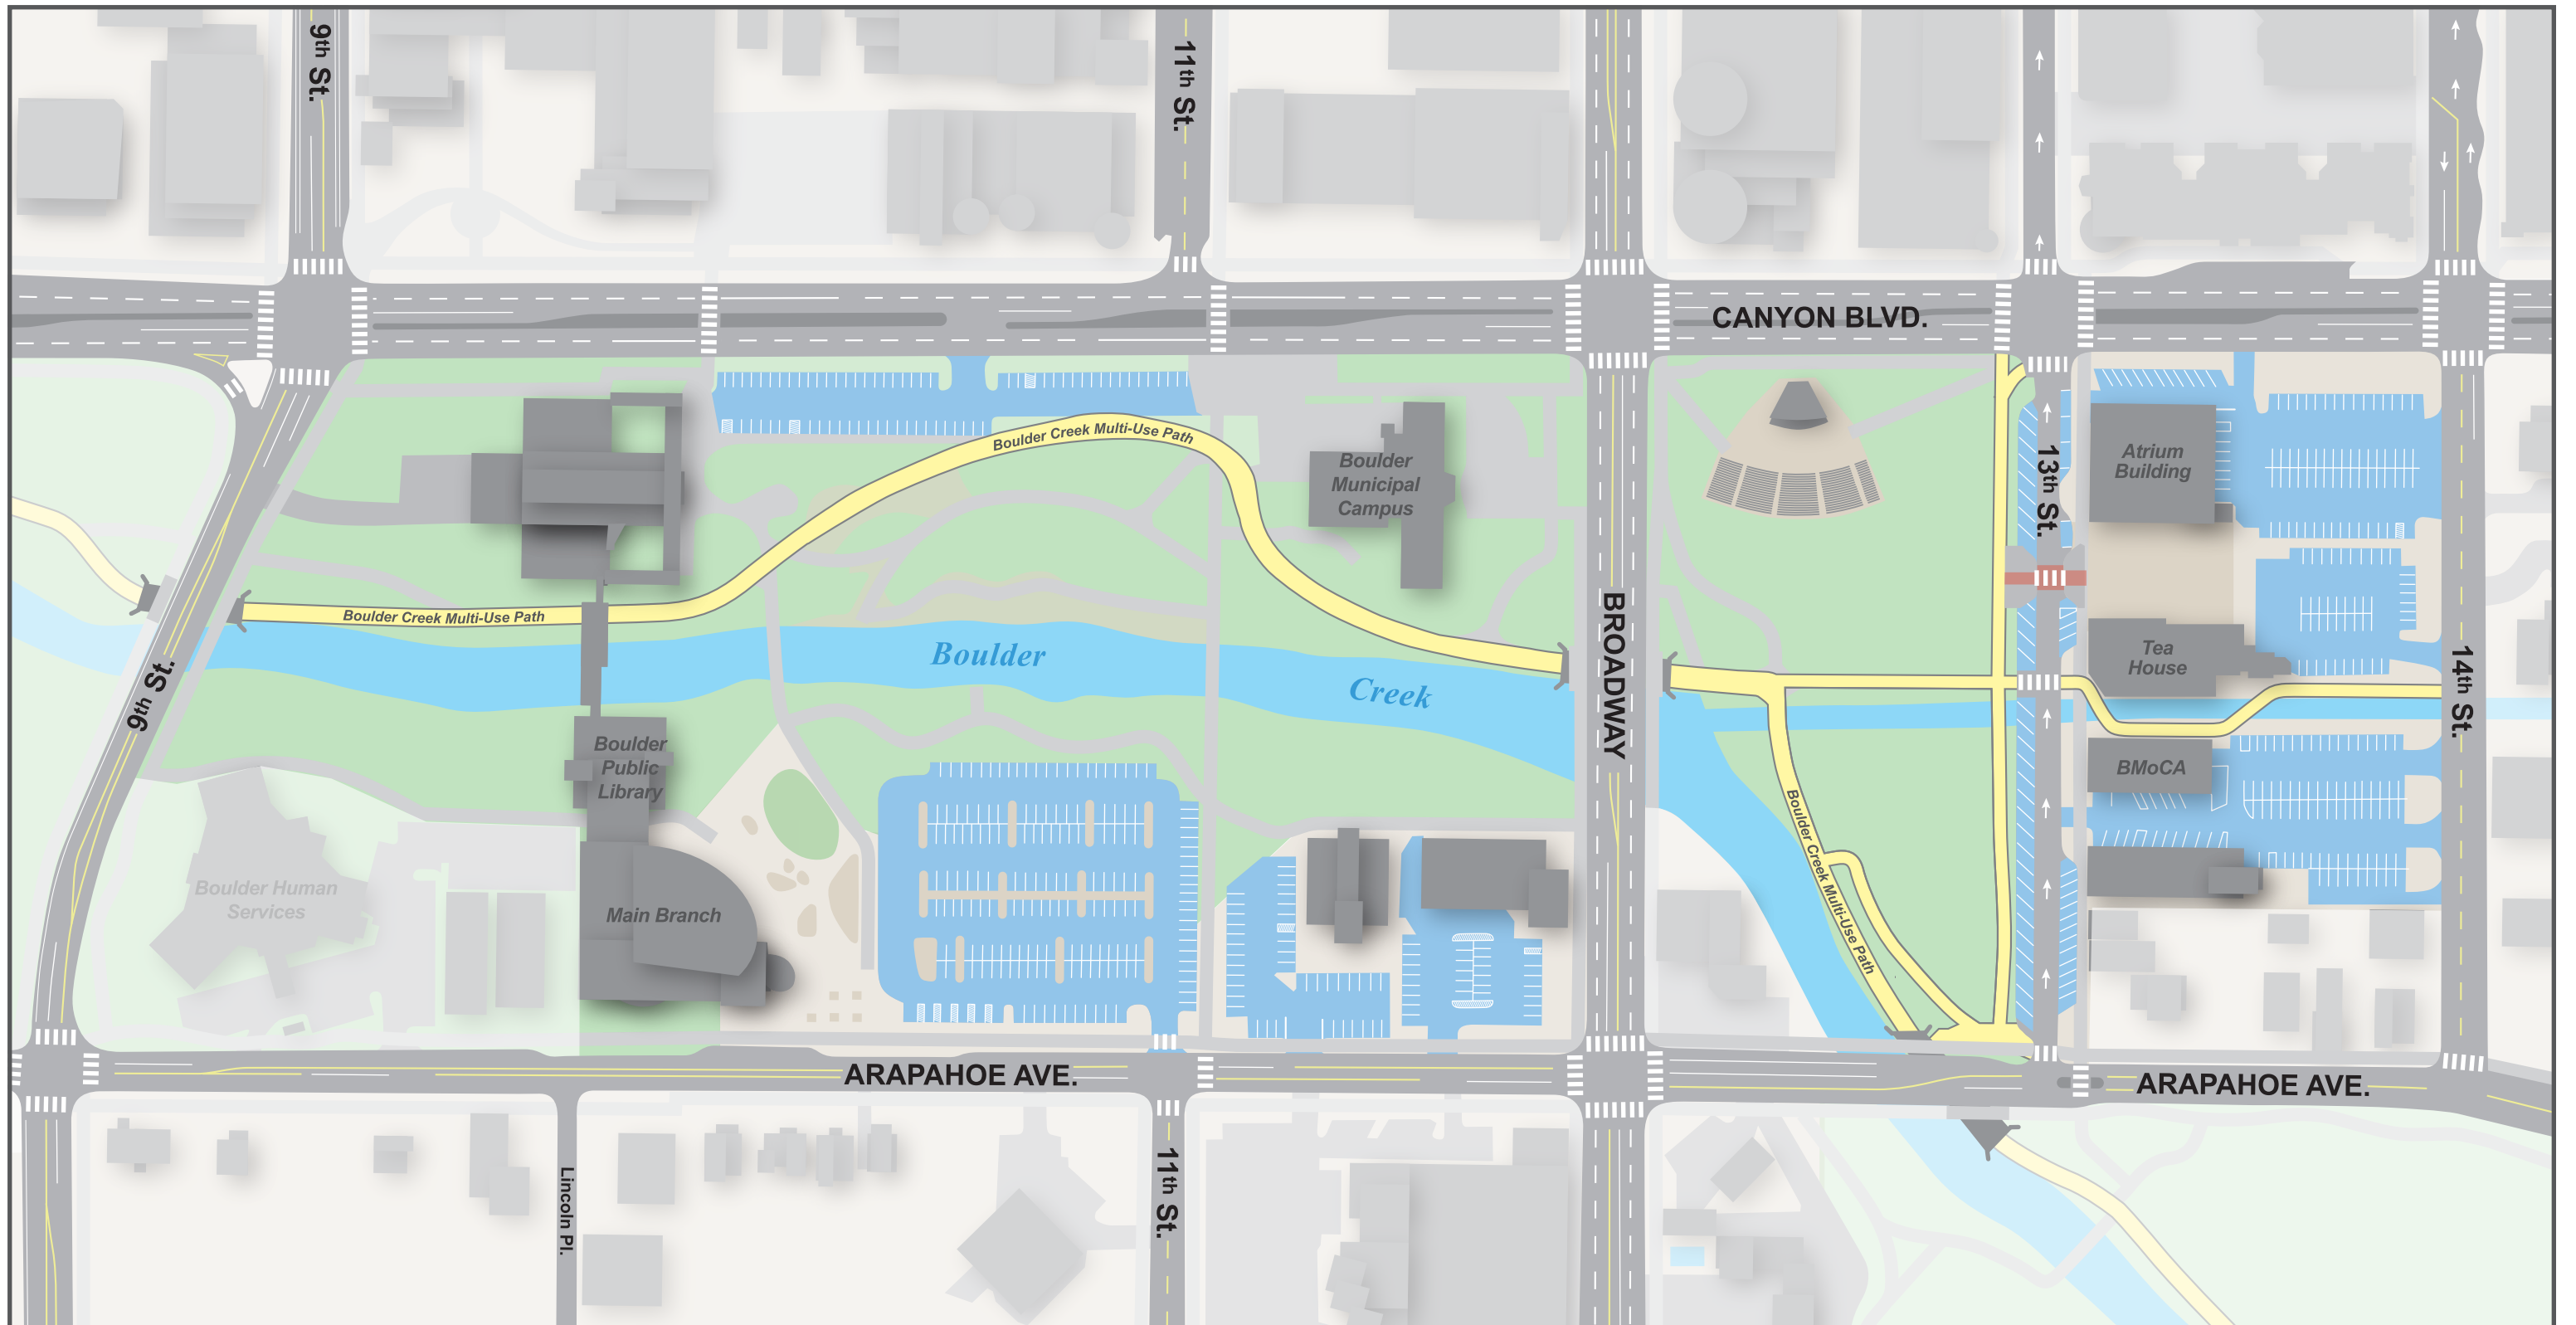 9th St.
11th St.
CANYON BLVD.
Boulder Creek Multi-Use Path
Boulder
Municipal
Campus
Atrium
Building
13th St.
Boulder Creek Multi-Use Path
Boulder
Creek
BROADWAY
Tea
House
9th St.
14th St.
Boulder
Public
Library
BMoCA
Boulder Creek Multi-Use Path
Boulder Human
Services
Main Branch
ARAPAHOE AVE.
ARAPAHOE AVE.
Lincoln Pl.
11th St.